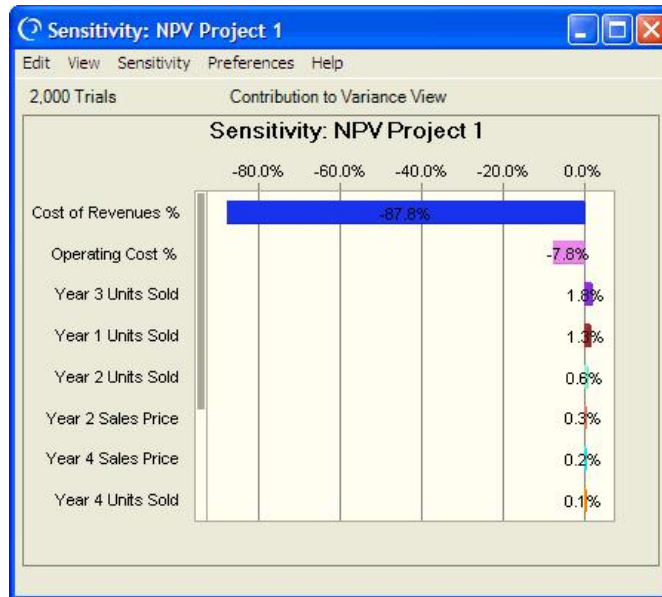 Sensitivity: NPV Project 1
Edit View Sensitivity Preferences Help
2,000 Trials Contribution to Variance View
Sensitivity: NPV Project 1
-80.0% -60.0% -40.0% -20.0% 0.0%
Cost of Revenues % -87.8%
Operating Cost % -7.8%
Year 3 Units Sold 1.8%
Year 1 Units Sold 1.3%
Year 2 Units Sold 0.6%
Year 2 Sales Price 0.3%
Year 4 Sales Price 0.2%
Year 4 Units Sold 0.1%